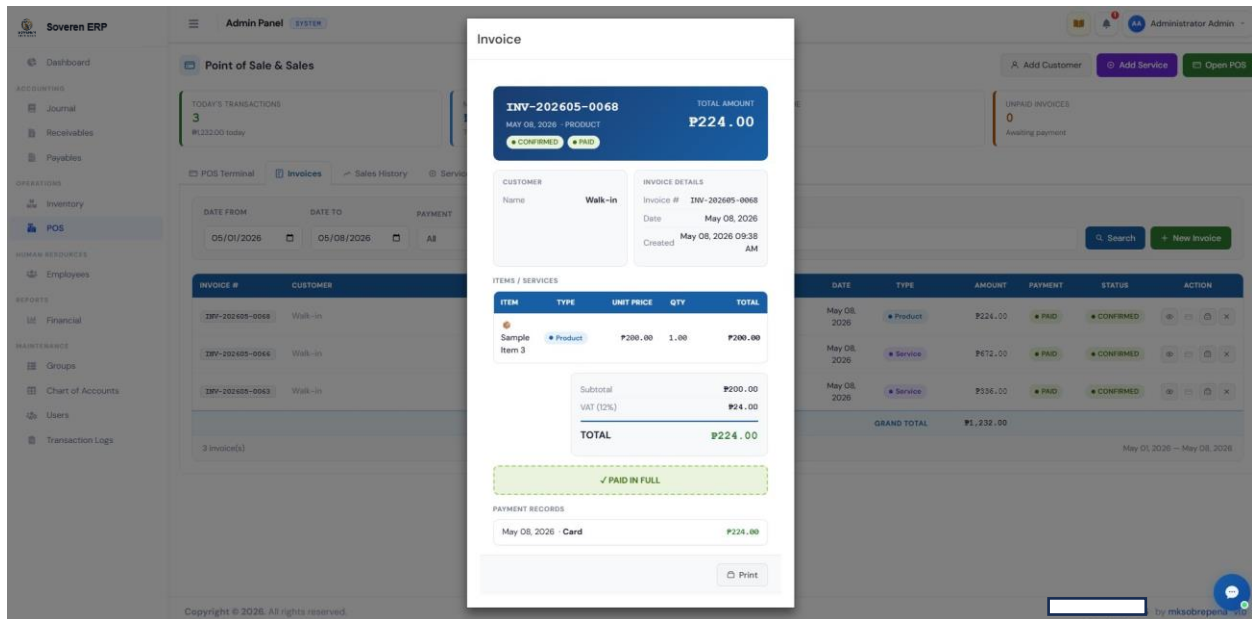 Soveren ERP
Admin Panel SYSTEM
Administrator Admin
Dashboard
ACCOUNTING
Journal
Receivables
Payables
OPERATIONS
Inventory
POS
HUMAN RESOURCES
Employees
REPORTS
Financial
MAINTENANCE
Groups
Chart of Accounts
Users
Transaction Logs
Point of Sale & Sales
Add Customer
Add Service
Open POS
TODAY'S TRANSACTIONS
3
₱1232.00 today
UNPAID INVOICES
0
Awaiting payment
POS Terminal
Invoices
Sales History
DATE FROM
DATE TO
PAYMENT
05/01/2026
05/08/2026
All
Search
+ New Invoice
INVOICE # CUSTOMER
DATE TYPE AMOUNT PAYMENT STATUS ACTION
INV-202605-0068 Walk-in
May 08, 2026 Product ₱224.00 PAID CONFIRMED
INV-202605-0066 Walk-in
May 08, 2026 Service ₱672.00 PAID CONFIRMED
INV-202605-0063 Walk-in
May 08, 2026 Service ₱336.00 PAID CONFIRMED
GRAND TOTAL ₱1,232.00
3 invoice(s)
May 01, 2026 — May 08, 2026
Invoice
INV-202605-0068
TOTAL AMOUNT
MAY 08, 2026 · PRODUCT
₱224.00
CONFIRMED
PAID
CUSTOMER
Name Walk-in
INVOICE DETAILS
Invoice # INV-202605-0068
Date May 08, 2026
Created May 08, 2026 09:38 AM
ITEMS / SERVICES
ITEM TYPE UNIT PRICE QTY TOTAL
Sample Item 3 Product ₱200.00 1.00 ₱200.00
Subtotal ₱200.00
VAT (12%) ₱24.00
TOTAL ₱224.00
✓ PAID IN FULL
PAYMENT RECORDS
May 08, 2026 · Card ₱224.00
Print
Copyright © 2026. All rights reserved.
by mksobrepena